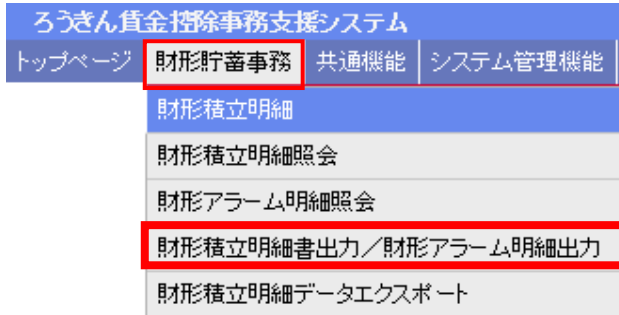 ろうきん賃金控除事務支援システム
トップページ 財形貯蓄事務 共通機能 システム管理機能
財形積立明細
財形積立明細照会
財形アラーム明細照会
財形積立明細書出力／財形アラーム明細出力
財形積立明細データエクスポート